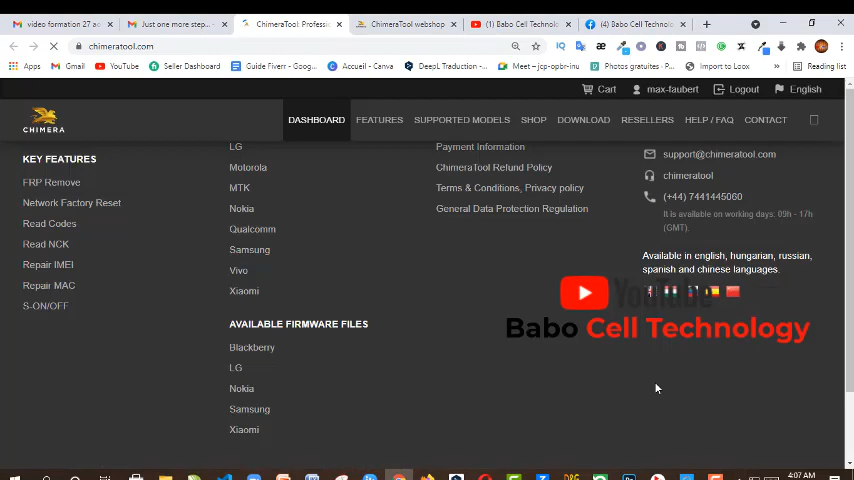 video formation 27 ao
Just one more step...
ChimeraTool: Professi
ChimeraTool webshop
(1) Babo Cell Technolo
(4) Babo Cell Technolo
chimeratool.com
Apps
Gmail
YouTube
Seller Dashboard
Guide Fiverr - Goog...
Accueil - Canva
DeepL Traduction -...
Meet – jcp-opbr-inu
Photos gratuites - P...
Import to Loox
Reading list
Cart
max-faubert
Logout
English
CHIMERA
DASHBOARD
FEATURES
SUPPORTED MODELS
SHOP
DOWNLOAD
RESELLERS
HELP / FAQ
CONTACT
KEY FEATURES
FRP Remove
Network Factory Reset
Read Codes
Read NCK
Repair IMEI
Repair MAC
S-ON/OFF
LG
Motorola
MTK
Nokia
Qualcomm
Samsung
Vivo
Xiaomi
AVAILABLE FIRMWARE FILES
Blackberry
LG
Nokia
Samsung
Xiaomi
Payment Information
ChimeraTool Refund Policy
Terms & Conditions, Privacy policy
General Data Protection Regulation
support@chimeratool.com
chimeratool
(+44) 7441445060
It is available on working days: 09h - 17h
(GMT).
Available in english, hungarian, russian,
spanish and chinese languages.
YouTube
Babo Cell Technology
4:07 AM